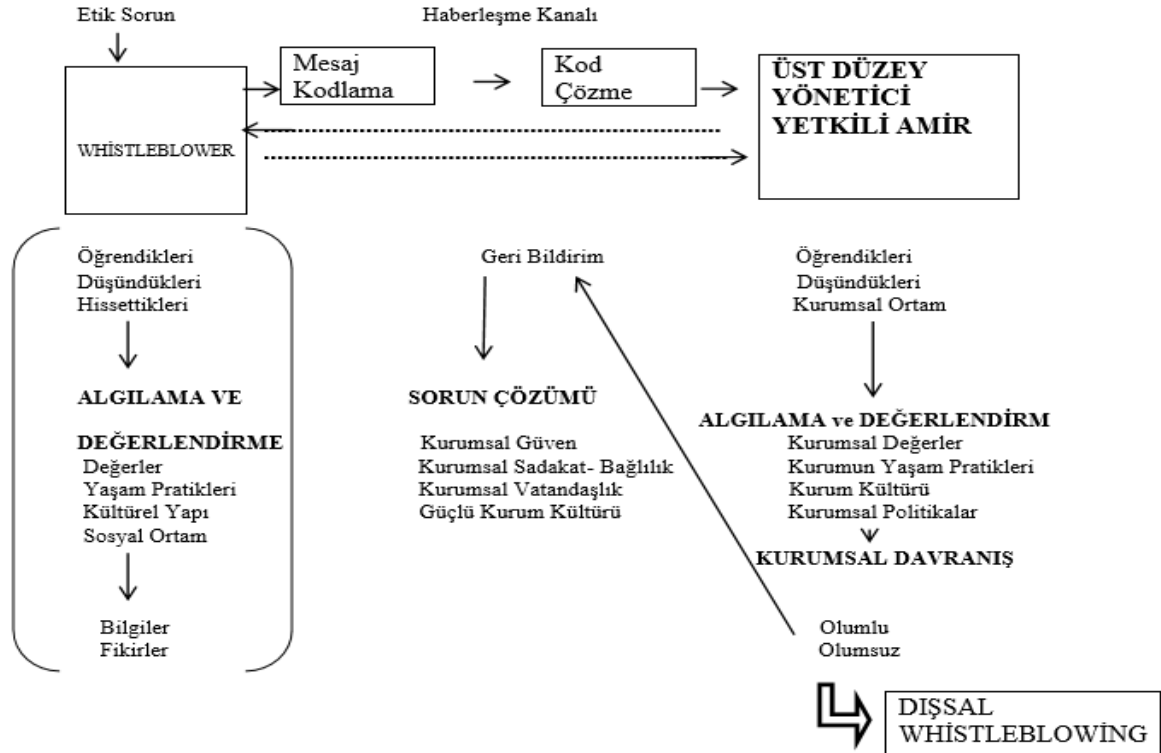 Etik Sorun
Haberleşme Kanalı
Mesaj
Kodlama
Kod
Çözme
ÜST DÜZEY
YÖNETİCİ
YETKİLİ AMİR
WHİSTLEBLOWER
Öğrendikleri
Düşündükleri
Hissettikleri
ALGILAMA VE
DEĞERLENDİRME
Değerler
Yaşam Pratikleri
Kültürel Yapı
Sosyal Ortam
Bilgiler
Fikirler
Geri Bildirim
SORUN ÇÖZÜMÜ
Kurumsal Güven
Kurumsal Sadakat- Bağlılık
Kurumsal Vatandaşlık
Güçlü Kurum Kültürü
Öğrendikleri
Düşündükleri
Kurumsal Ortam
ALGILAMA ve DEĞERLENDİRM
Kurumsal Değerler
Kurumun Yaşam Pratikleri
Kurum Kültürü
Kurumsal Politikalar
KURUMSAL DAVRANIŞ
Olumlu
Olumsuz
DIŞSAL
WHİSTLEBLOWİNG